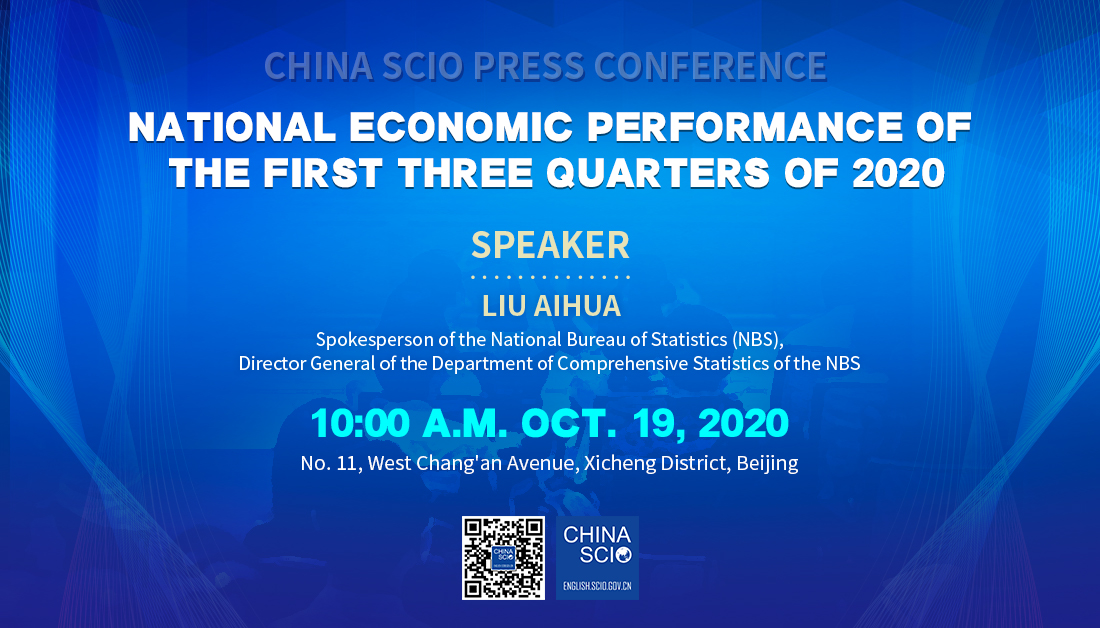 CHINA SCIO PRESS CONFERENCE
NATIONAL ECONOMIC PERFORMANCE OF
THE FIRST THREE QUARTERS OF 2020
SPEAKER
LIU AIHUA
Spokesperson of the National Bureau of Statistics (NBS),
Director General of the Department of Comprehensive Statistics of the NBS
10:00 A.M. OCT. 19, 2020
No. 11, West Chang'an Avenue, Xicheng District, Beijing
CHINA
SCIO
CHINA
SCIO
ENGLISH.SCIO.GOV.CN